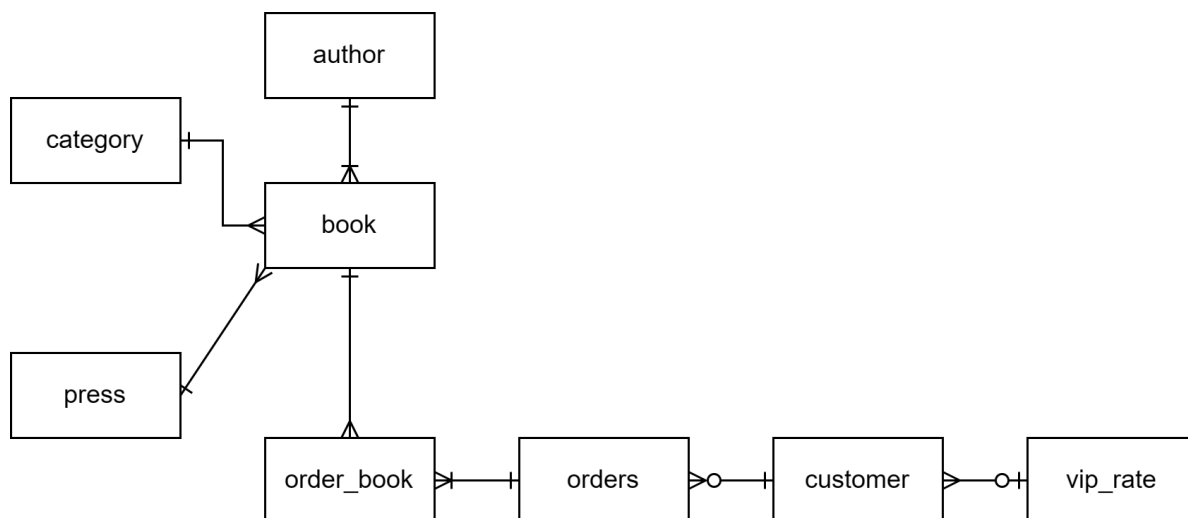 author
category
book
press
order_book
orders
customer
vip_rate